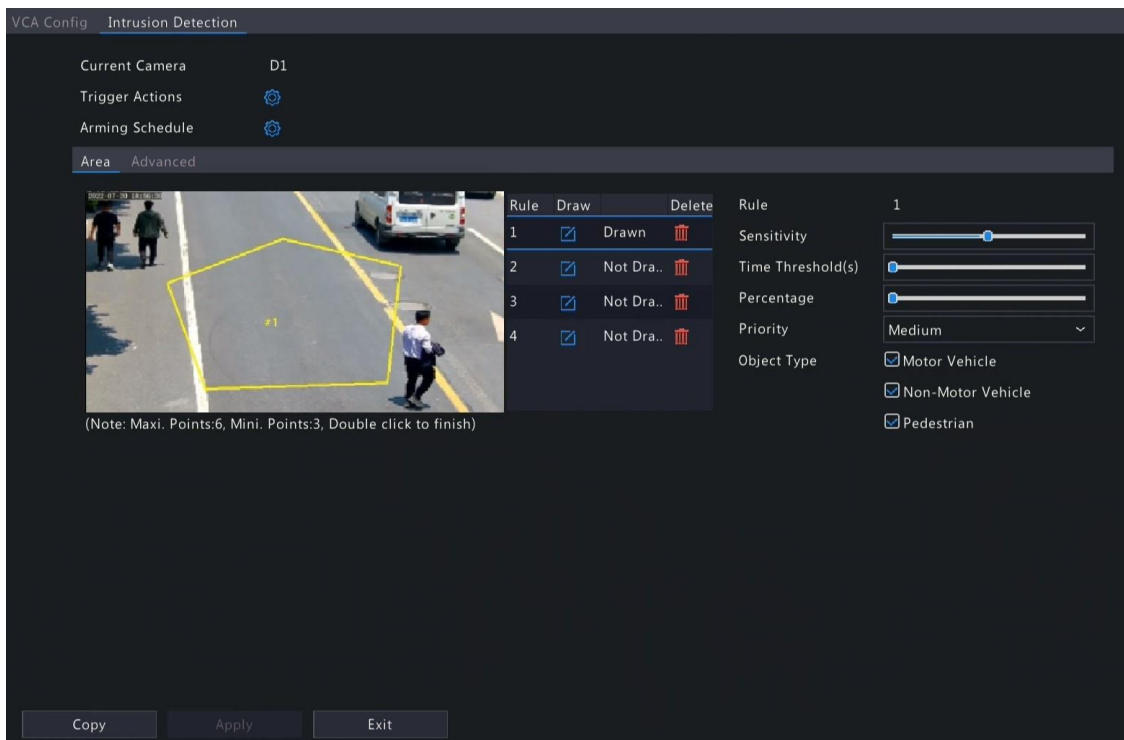 VCA Config Intrusion Detection
Current Camera D1
Trigger Actions
Arming Schedule
Area Advanced
2022-07-20
Rule Draw Delete
1 Drawn
2 Not Dra..
3 Not Dra..
4 Not Dra..
#1
(Note: Maxi. Points:6, Mini. Points:3, Double click to finish)
Rule 1
Sensitivity
Time Threshold(s)
Percentage
Priority Medium
Object Type Motor Vehicle
Non-Motor Vehicle
Pedestrian
Copy Apply Exit